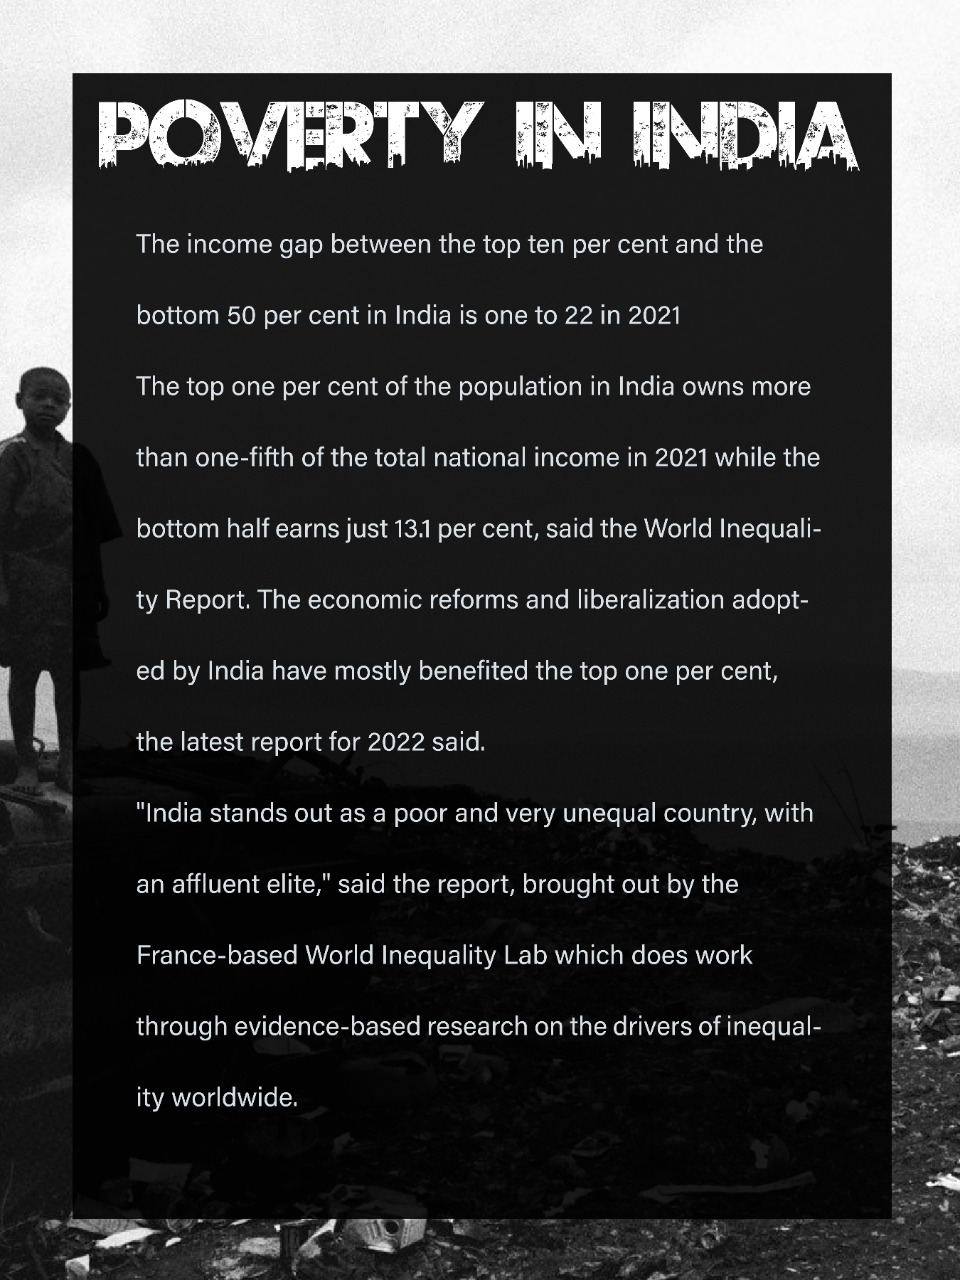 POVERTY IN INDIA
The income gap between the top ten per cent and the
bottom 50 per cent in India is one to 22 in 2021
The top one per cent of the population in India owns more
than one-fifth of the total national income in 2021 while the
bottom half earns just 13.1 per cent, said the World Inequali-
ty Report. The economic reforms and liberalization adopt-
ed by India have mostly benefited the top one per cent,
the latest report for 2022 said.
"India stands out as a poor and very unequal country, with
an affluent elite," said the report, brought out by the
France-based World Inequality Lab which does work
through evidence-based research on the drivers of inequal-
ity worldwide.